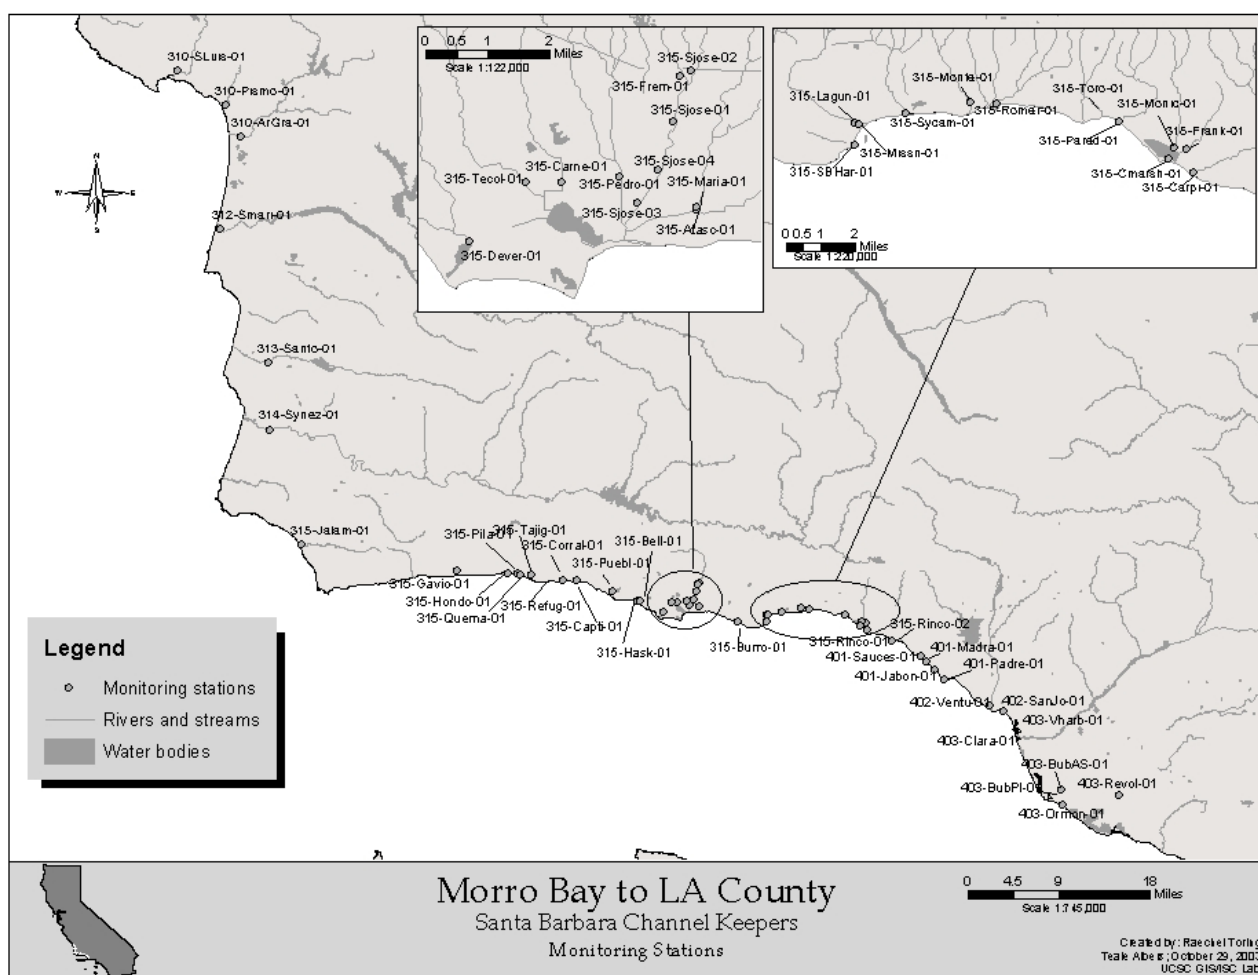 310-SLuis-01
310-Pismo-01
310-ArGra-01
N
W
E
S
312-Smari-01
313-Santo-01
314-Synez-01
315-Jalam-01
0 0.5 1 2
Miles
Scale 1:122,000
315-Sjose-02
315-Frem-01
315-Sjose-01
315-Sjose-04
315-Carne-01
315-Tecol-01
315-Pedro-01
315-Maria-01
315-Sjose-03
315-Atasc-01
315-Dever-01
315-Monte-01
315-Toro-01
315-Lagun-01
315-Romer-01
315-Monic-01
315-Sycam-01
315-Frank-01
315-Missn-01
315-Pared-01
315-SBHar-01
315-Cmarsh-01
315-Carpi-01
0 0.5 1 2
Miles
Scale 1:220,000
315-Tajig-01
315-Pila-01
315-Bell-01
315-Corral-01
315-Puebl-01
315-Gavio-01
315-Hondo-01
315-Refug-01
315-Quema-01
315-Capti-01
315-Hask-01
315-Burro-01
315-Rinco-02
315-Rinco-01
401-Madra-01
401-Sauces-01
401-Padre-01
401-Jabon-01
402-Ventu-01
402-SanJo-01
403-Vharb-01
403-Clara-01
403-BubAS-01
403-BubPI-01
403-Revol-01
403-Ormon-01
Legend
Monitoring stations
Rivers and streams
Water bodies
Morro Bay to LA County
Santa Barbara Channel Keepers
Monitoring Stations
0 4.5 9 18
Miles
Scale 1:745,000
Created by: Raechel Toring
Teale Albers; October 29, 200
UCSC GIS/ISC Lab